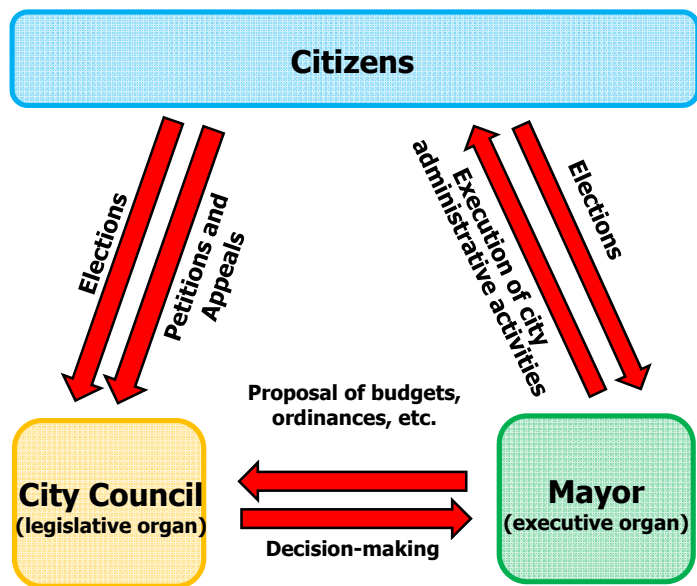 Citizens
Elections
Petitions and
Appeals
Execution of city
administrative activities
Elections
Proposal of budgets,
ordinances, etc.
City Council
(legislative organ)
Mayor
(executive organ)
Decision-making